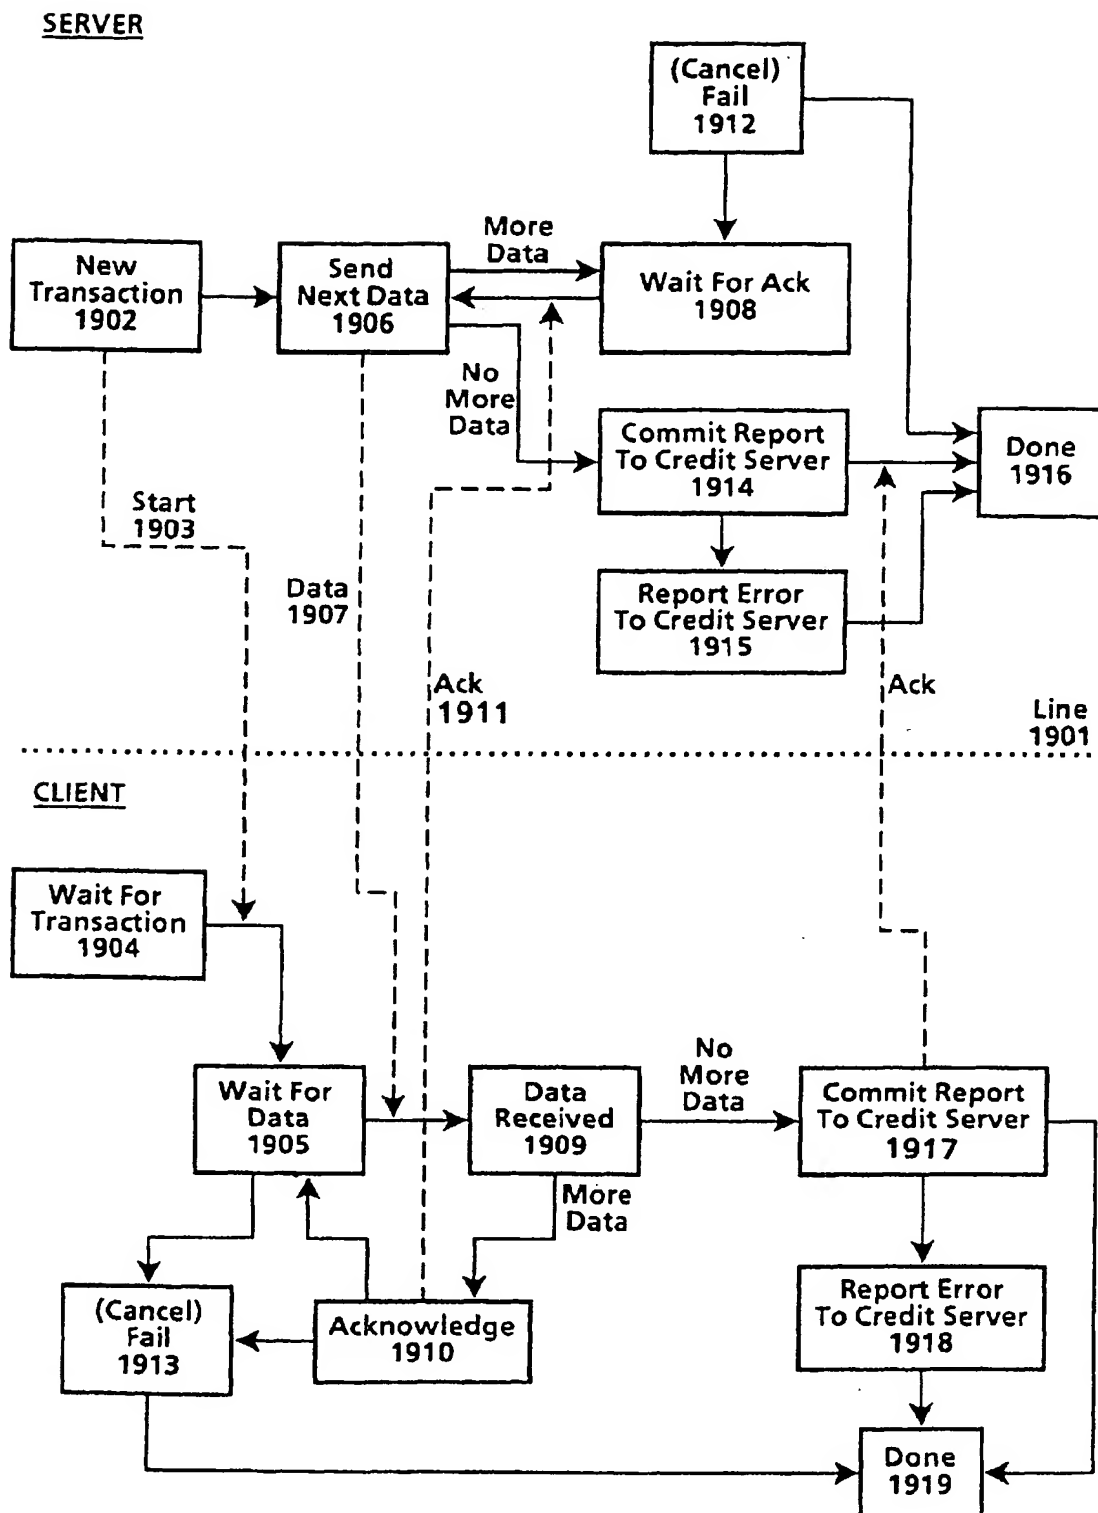 SERVER
(Cancel)
Fail
1912
New
Transaction
1902
Send
Next Data
1906
More
Data
Wait For Ack
1908
No
More
Data
Commit Report
To Credit Server
1914
Done
1916
Start
1903
Data
1907
Report Error
To Credit Server
1915
Ack
1911
Ack
Line
1901
CLIENT
Wait For
Transaction
1904
Wait For
Data
1905
Data
Received
1909
No
More
Data
Commit Report
To Credit Server
1917
More
Data
(Cancel)
Fail
1913
Acknowledge
1910
Report Error
To Credit Server
1918
Done
1919